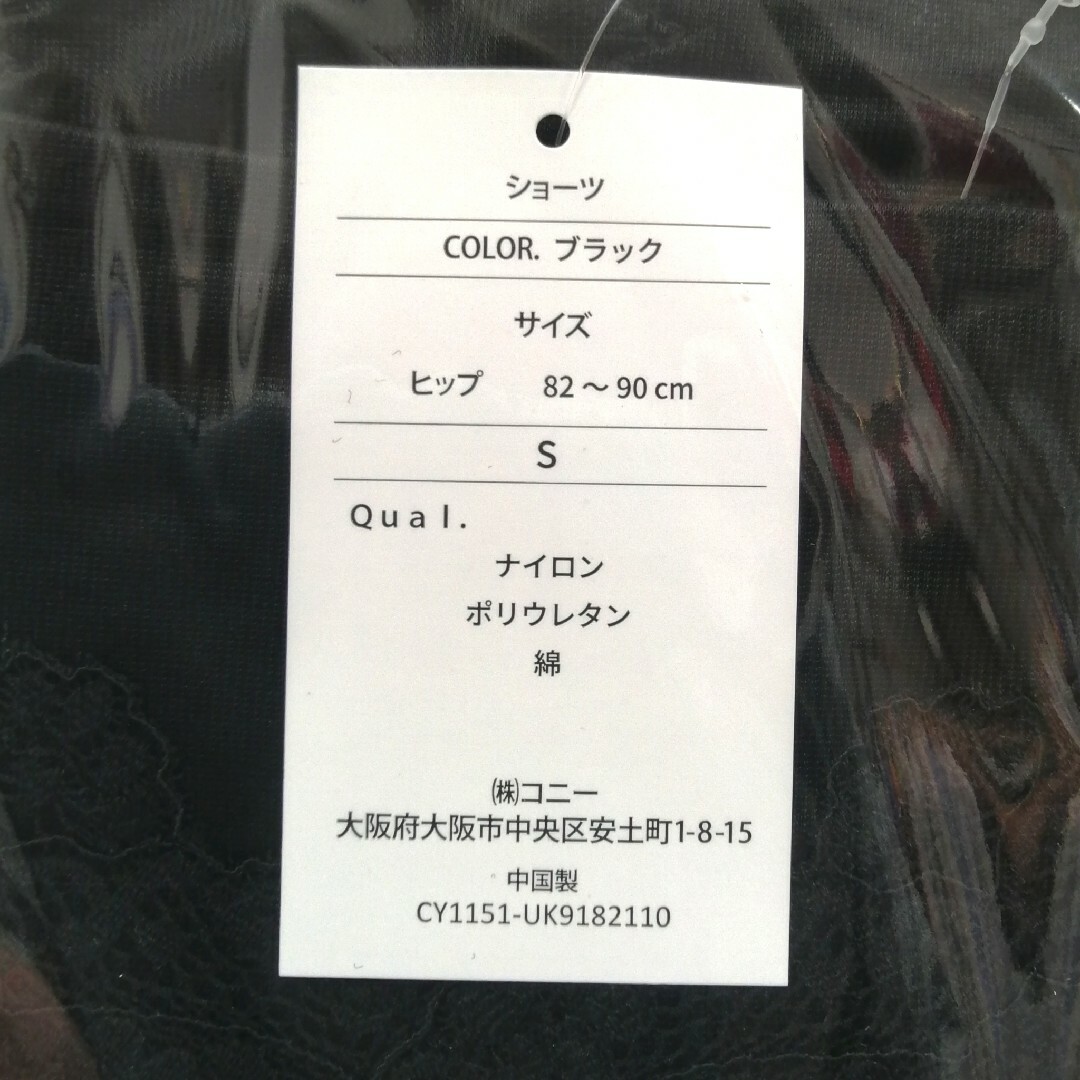 ショーツ
COLOR. ブラック
サイズ
ヒップ 82～90 cm
S
Qual.
ナイロン
ポリウレタン
綿
㈱コニー
大阪府大阪市中央区安土町1-8-15
中国製
CY1151-UK9182110